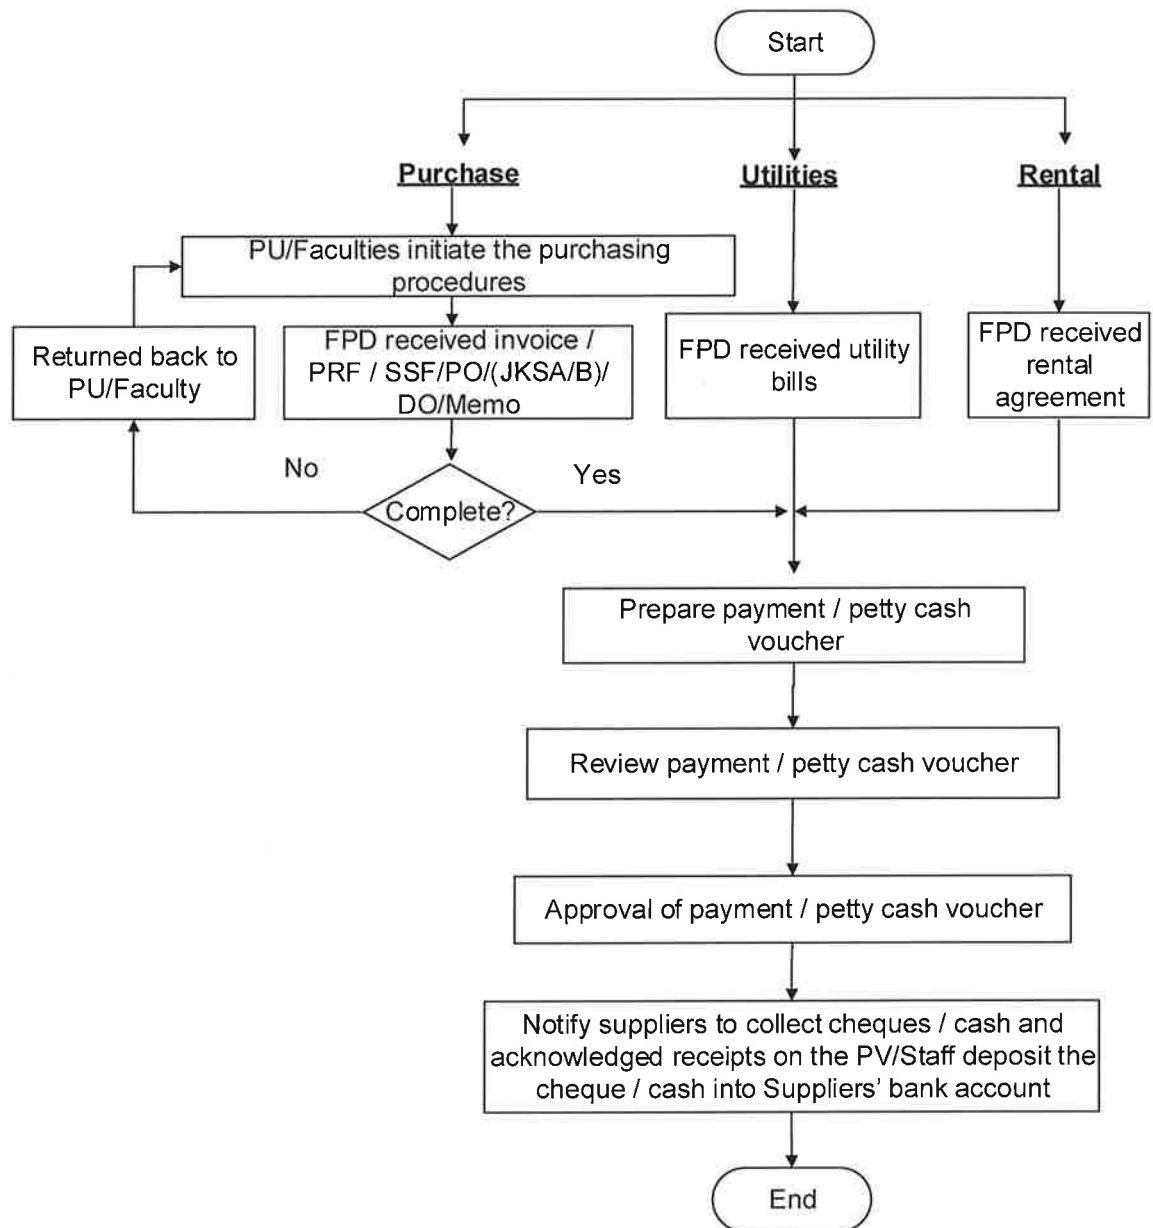 Start
Purchase
Utilities
Rental
PU/Faculties initiate the purchasing
procedures
Returned back to
PU/Faculty
FPD received invoice /
PRF / SSF/PO/(JKSA/B)/
DO/Memo
FPD received utility
bills
FPD received
rental
agreement
No
Yes
Complete?
Prepare payment / petty cash
voucher
Review payment / petty cash voucher
Approval of payment / petty cash voucher
Notify suppliers to collect cheques / cash and
acknowledged receipts on the PV/Staff deposit the
cheque / cash into Suppliers' bank account
End